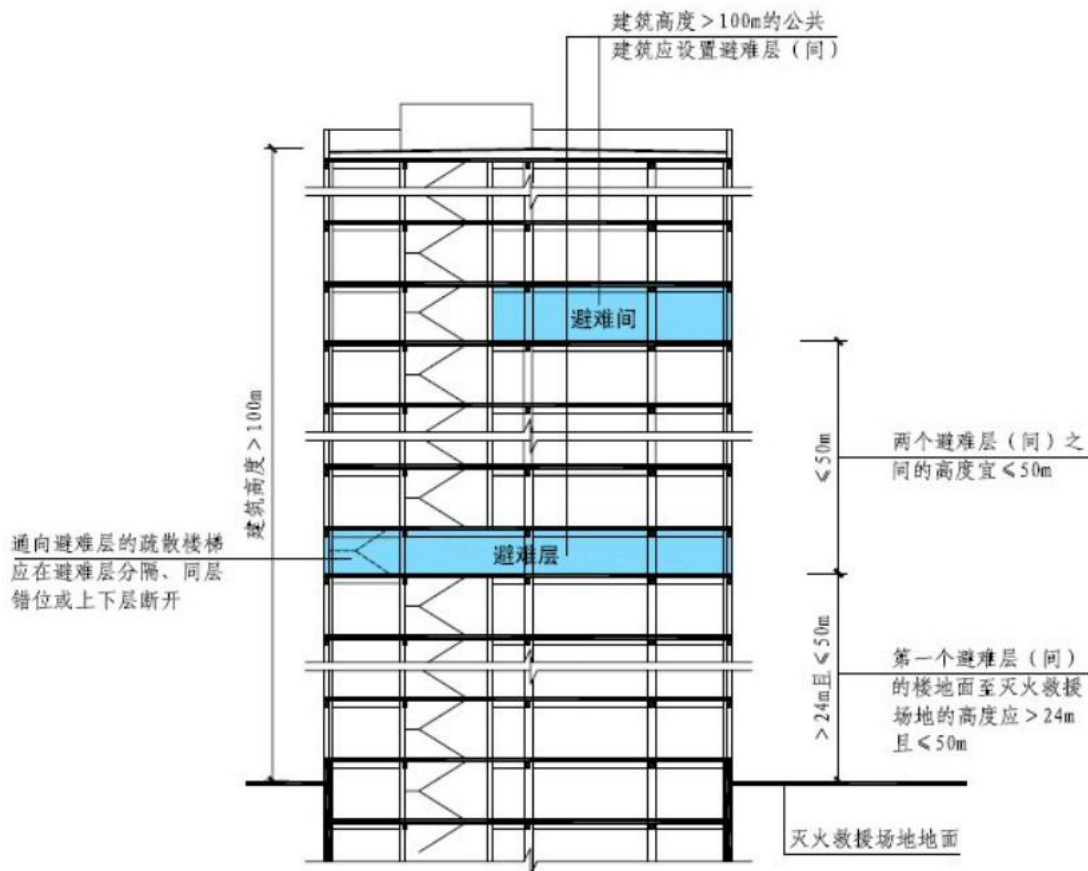 建筑高度＞100m的公共
建筑应设置避难层（间）
避难间
建筑高度＞100m
≤50m
两个避难层（间）之
间的高度宜≤50m
通向避难层的疏散楼梯
应在避难层分隔、同层
错位或上下层断开
避难层
＞24m且≤50m
第一个避难层（间）
的楼地面至灭火救援
场地的高度应＞24m
且≤50m
灭火救援场地地面